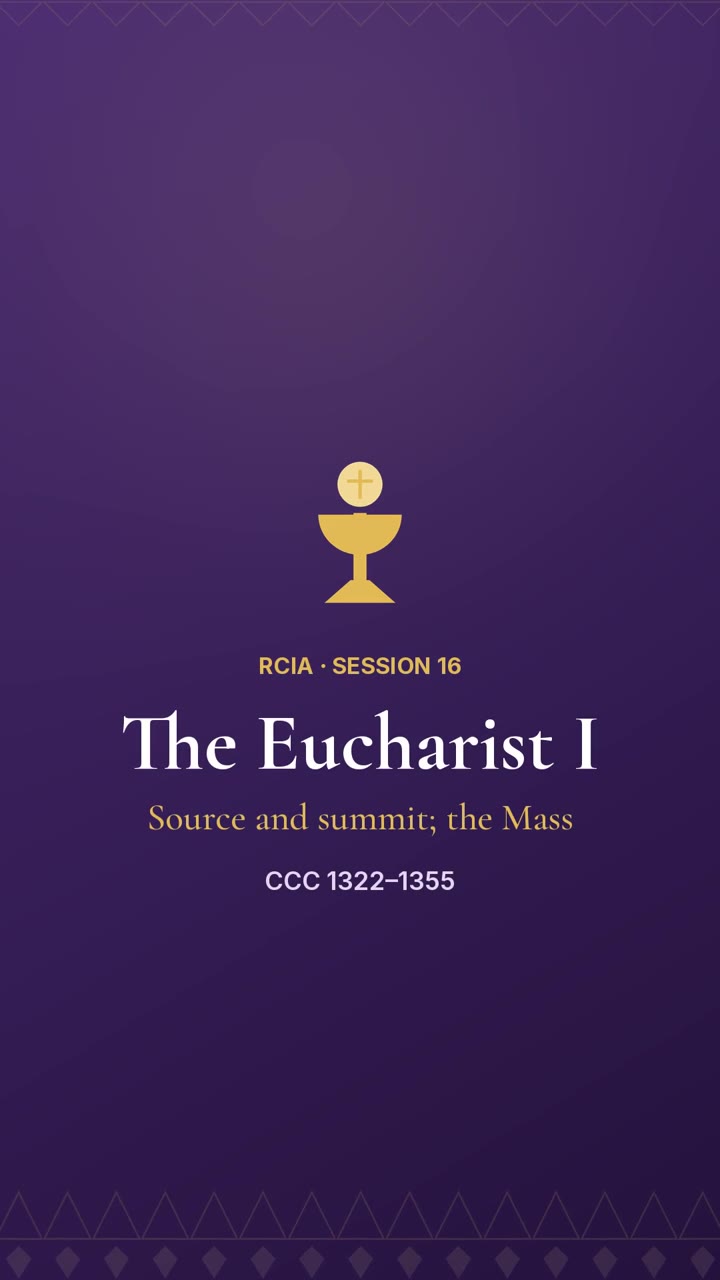 RCIA · SESSION 16
The Eucharist I
Source and summit; the Mass
CCC 1322–1355